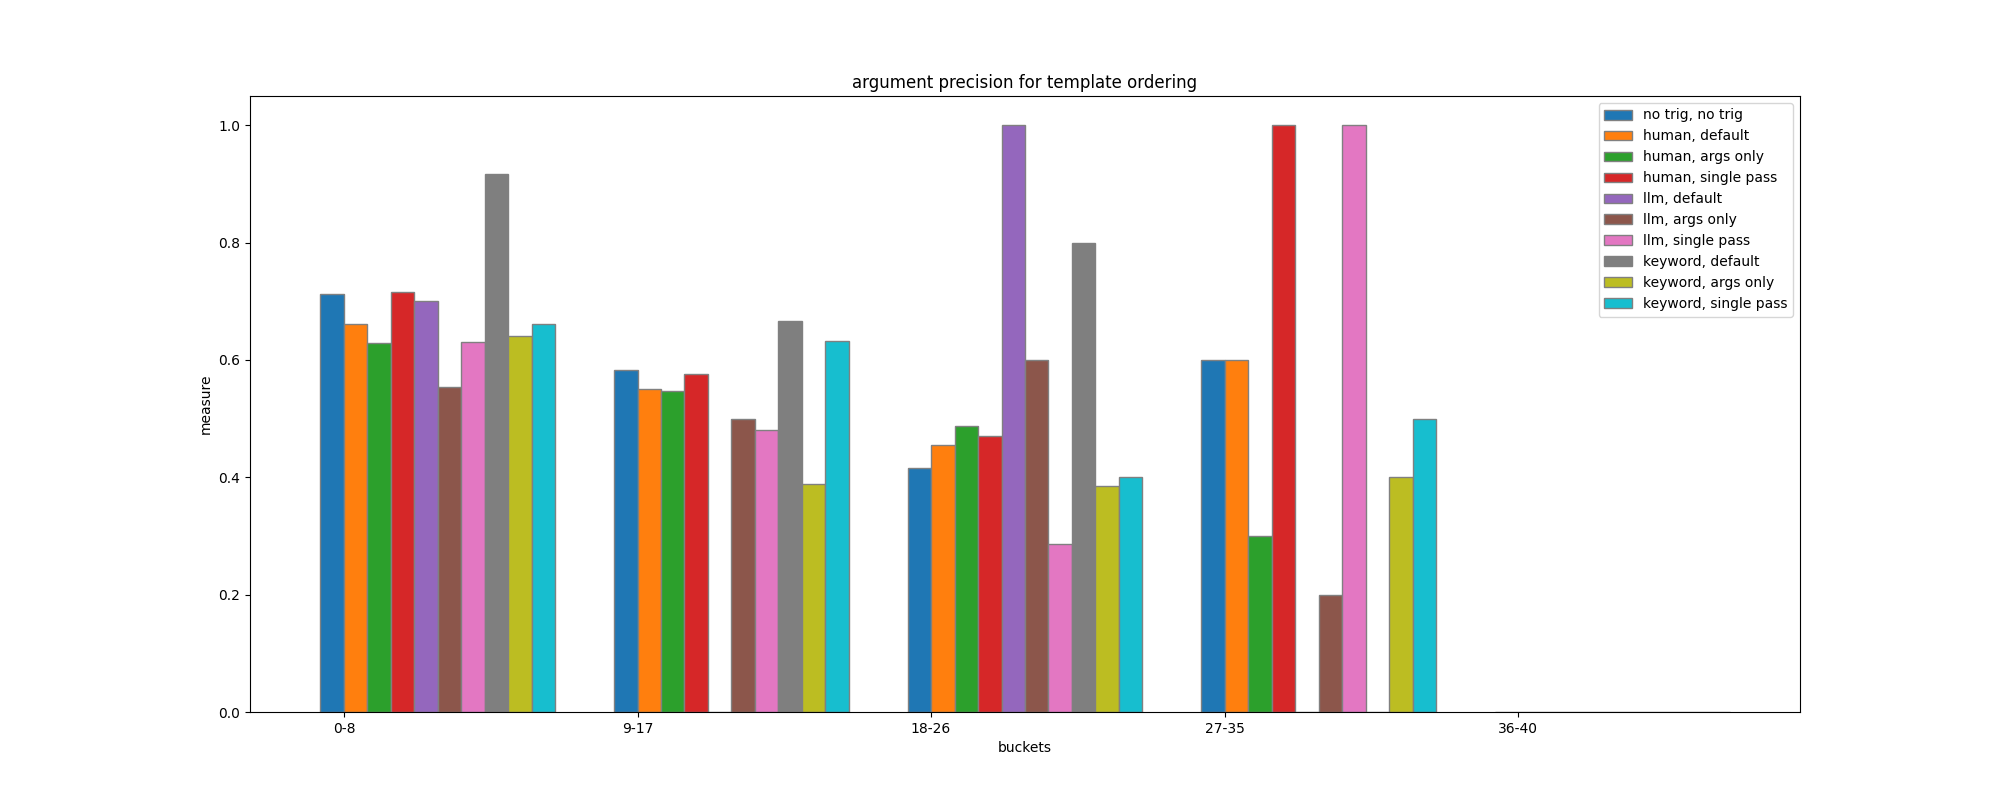 argument precision for template ordering
1.0
0.8
0.6
0.4
0.2
0.0
measure
0-8
9-17
18-26
27-35
36-40
buckets
no trig, no trig
human, default
human, args only
human, single pass
llm, default
llm, args only
llm, single pass
keyword, default
keyword, args only
keyword, single pass